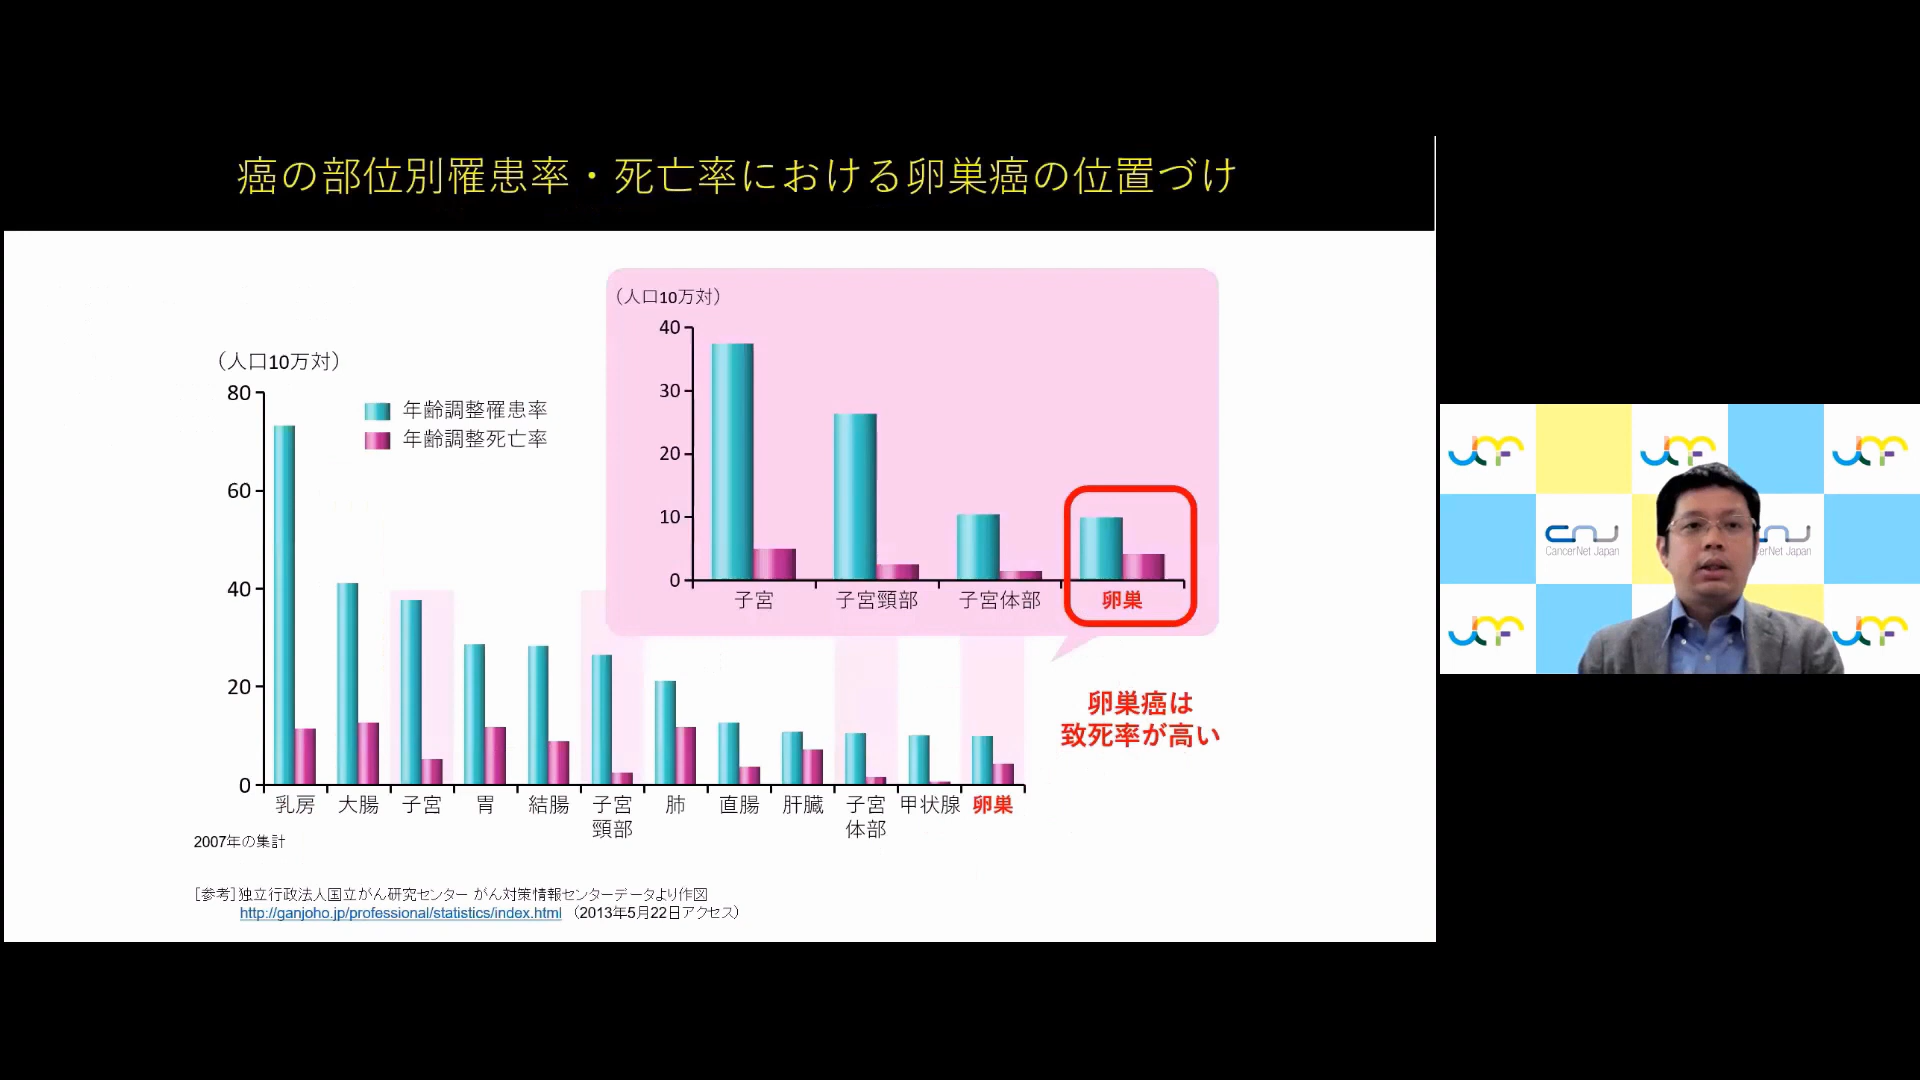 癌の部位別罹患率・死亡率における卵巣癌の位置づけ
（人口10万対）
80
60
40
20
0
年齢調整罹患率
年齢調整死亡率
乳房
大腸
子宮
胃
結腸
子宮
頸部
肺
直腸
肝臓
子宮
体部
甲状腺
卵巣
（人口10万対）
40
30
20
10
0
子宮
子宮頸部
子宮体部
卵巣
卵巣癌は
致死率が高い
2007年の集計
［参考］独立行政法人国立がん研究センター がん対策情報センターデータより作図
http://ganjoho.jp/professional/statistics/index.html （2013年5月22日アクセス）
CancerNet Japan
erNet Japan